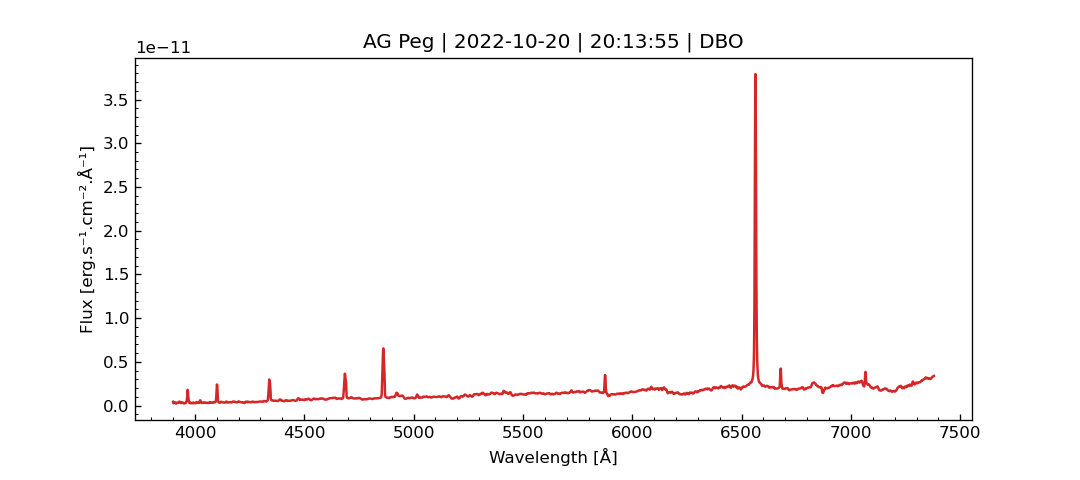 AG Peg | 2022-10-20 | 20:13:55 | DBO
1e−11
3.5
3.0
2.5
2.0
1.5
1.0
0.5
0.0
Flux [erg.s⁻¹.cm⁻².Å⁻¹]
4000 4500 5000 5500 6000 6500 7000 7500
Wavelength [Å]